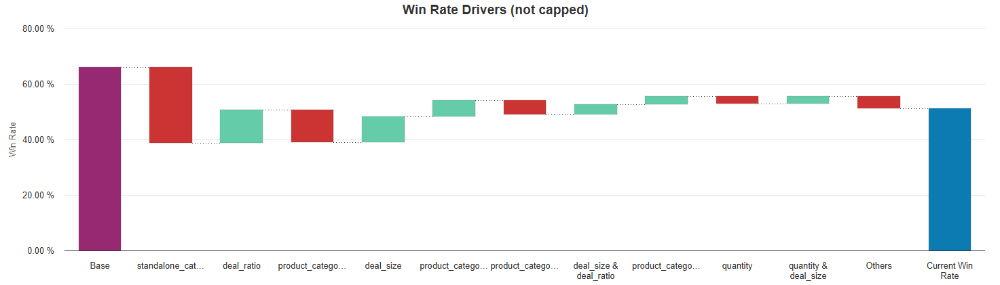 Win Rate Drivers (not capped)
80.00 %
60.00 %
40.00 %
20.00 %
0.00 %
Win Rate
Base
standalone_cat…
deal_ratio
product_catego…
deal_size
product_catego…
product_catego…
deal_size &
deal_ratio
product_catego…
quantity
quantity &
deal_size
Others
Current Win
Rate